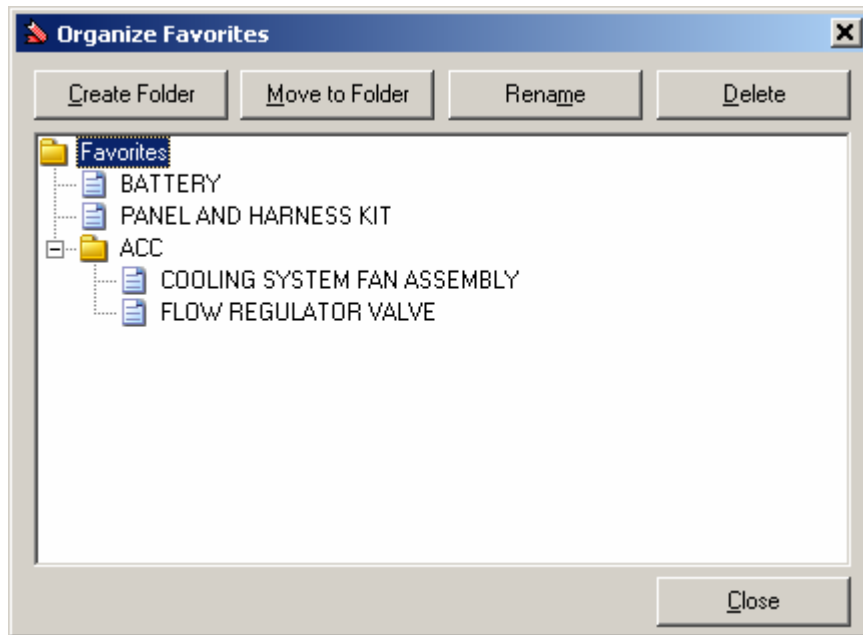 Organize Favorites
Create Folder Move to Folder Rename Delete
Favorites
BATTERY
PANEL AND HARNESS KIT
ACC
COOLING SYSTEM FAN ASSEMBLY
FLOW REGULATOR VALVE
Close